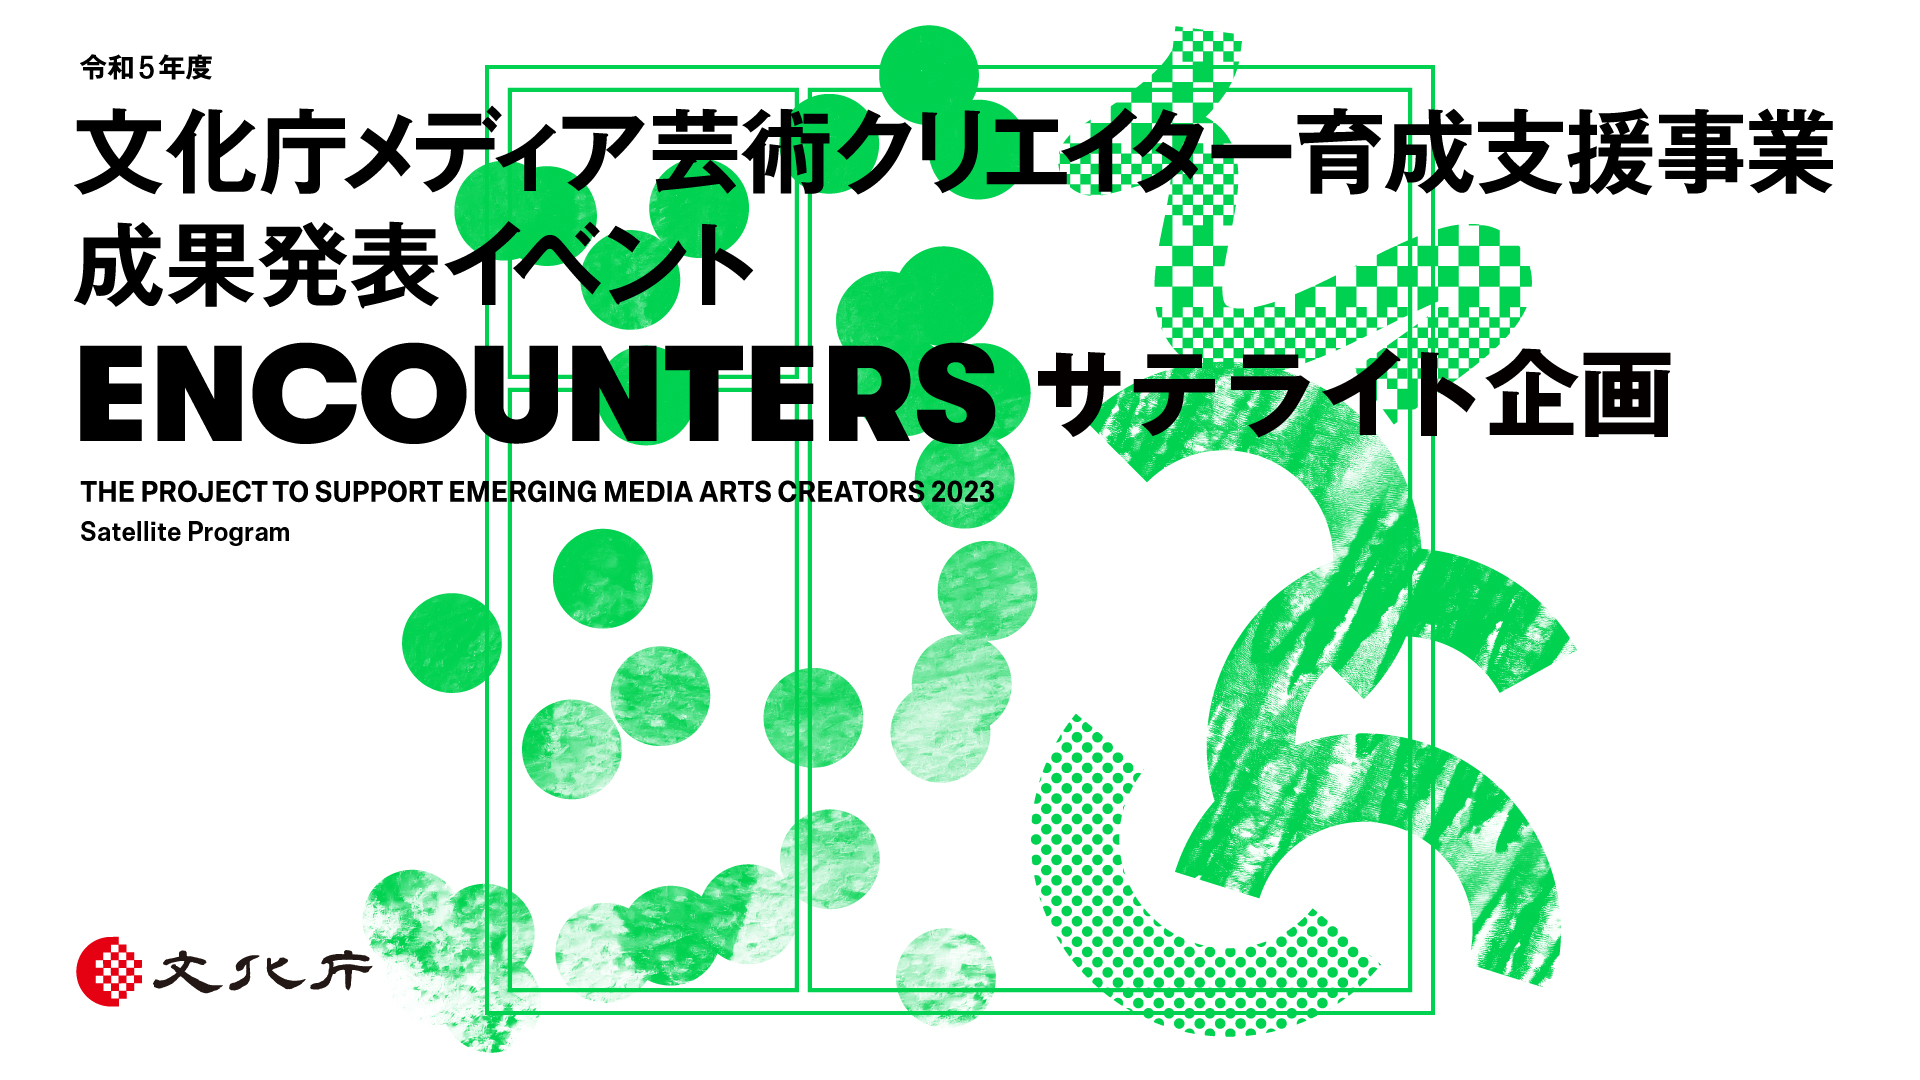 令和5年度
文化庁メディア芸術クリエイター育成支援事業
成果発表イベント
ENCOUNTERS サテライト企画
THE PROJECT TO SUPPORT EMERGING MEDIA ARTS CREATORS 2023
Satellite Program
文化庁